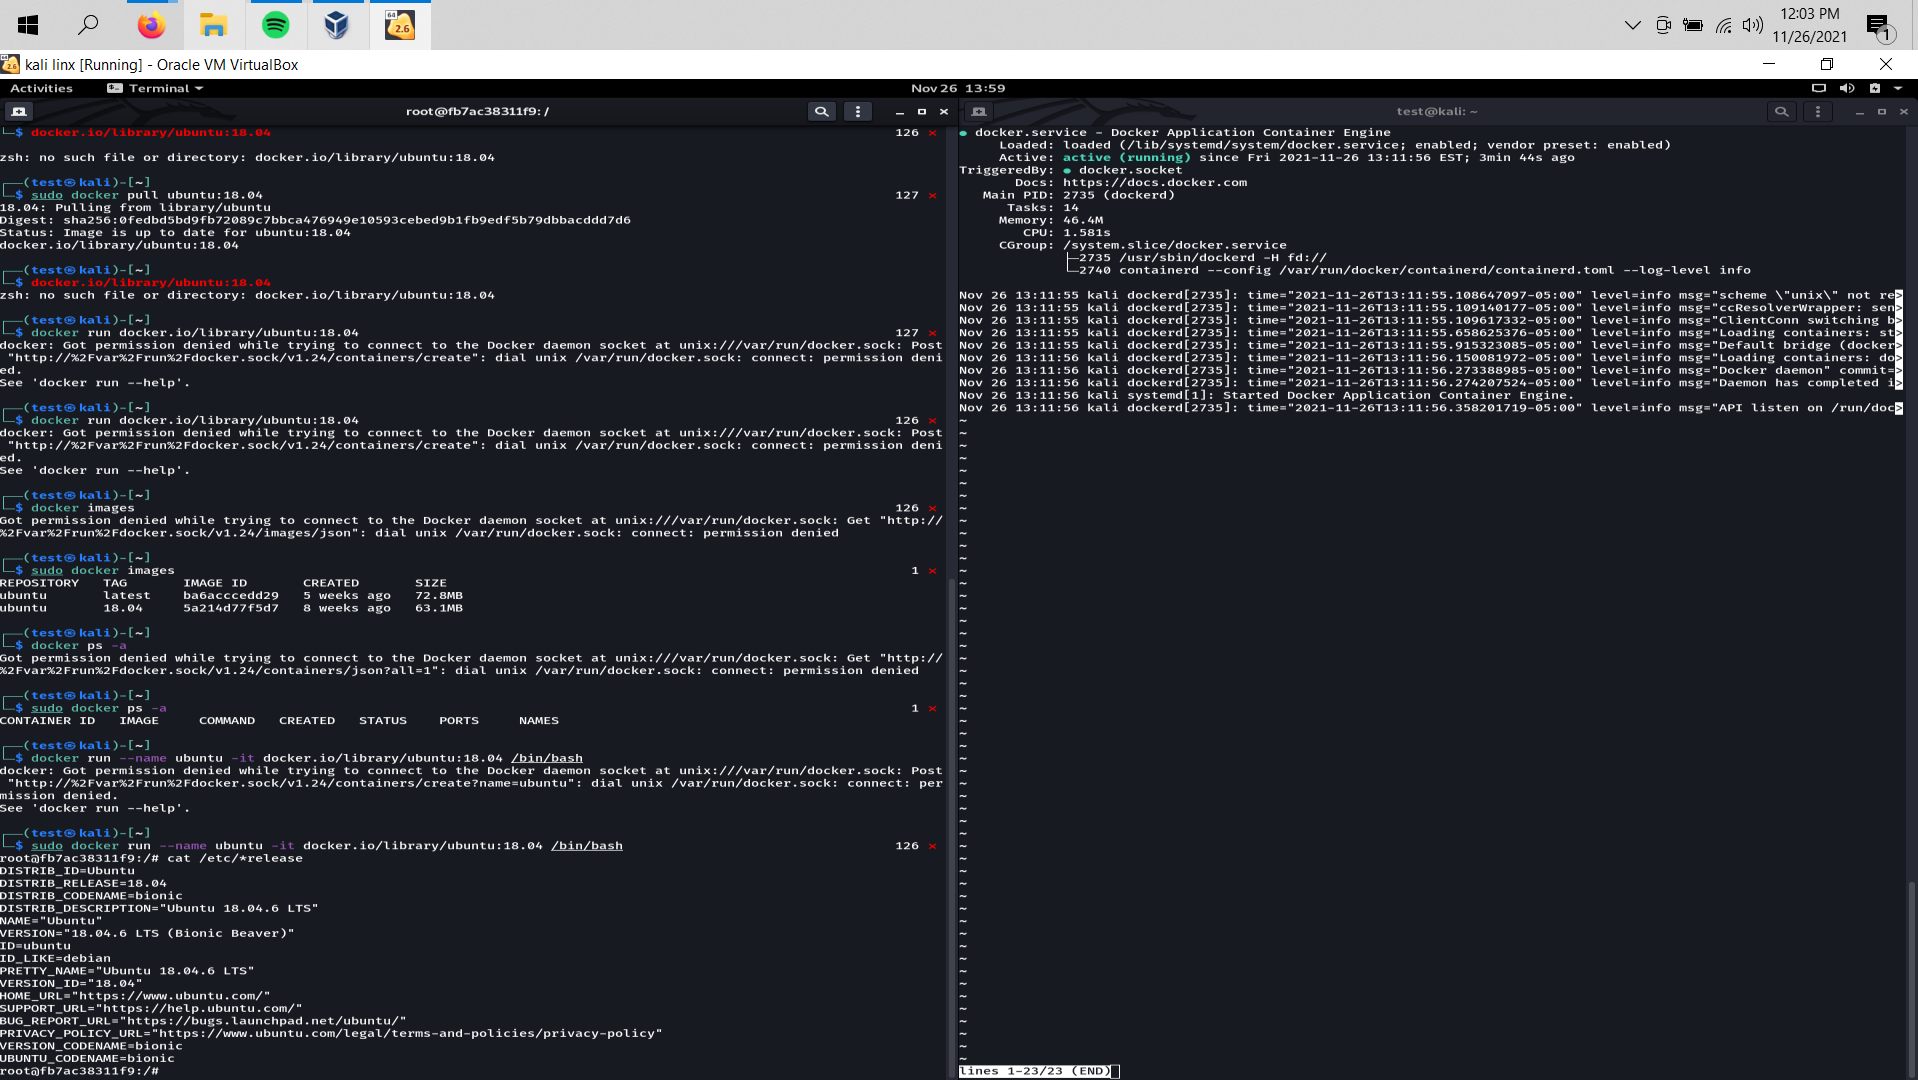 12:03 PM
11/26/2021
1
64
2.6
kali linx [Running] - Oracle VM VirtualBox
Activities
Terminal
Nov 26 13:59
root@fb7ac38311f9: /
└─$ docker.io/library/ubuntu:18.04 126 ⨯
zsh: no such file or directory: docker.io/library/ubuntu:18.04
┌──(test㉿kali)-[~]
└─$ sudo docker pull ubuntu:18.04 127 ⨯
18.04: Pulling from library/ubuntu
Digest: sha256:0fedbd5bd9fb72089c7bbca476949e10593cebed9b1fb9edf5b79dbbacddd7d6
Status: Image is up to date for ubuntu:18.04
docker.io/library/ubuntu:18.04
┌──(test㉿kali)-[~]
└─$ docker.io/library/ubuntu:18.04
zsh: no such file or directory: docker.io/library/ubuntu:18.04
┌──(test㉿kali)-[~]
└─$ docker run docker.io/library/ubuntu:18.04 127 ⨯
docker: Got permission denied while trying to connect to the Docker daemon socket at unix:///var/run/docker.sock: Post
"http://%2Fvar%2Frun%2Fdocker.sock/v1.24/containers/create": dial unix /var/run/docker.sock: connect: permission deni
ed.
See 'docker run --help'.
┌──(test㉿kali)-[~]
└─$ docker run docker.io/library/ubuntu:18.04 126 ⨯
docker: Got permission denied while trying to connect to the Docker daemon socket at unix:///var/run/docker.sock: Post
"http://%2Fvar%2Frun%2Fdocker.sock/v1.24/containers/create": dial unix /var/run/docker.sock: connect: permission deni
ed.
See 'docker run --help'.
┌──(test㉿kali)-[~]
└─$ docker images 126 ⨯
Got permission denied while trying to connect to the Docker daemon socket at unix:///var/run/docker.sock: Get "http://
%2Fvar%2Frun%2Fdocker.sock/v1.24/images/json": dial unix /var/run/docker.sock: connect: permission denied
┌──(test㉿kali)-[~]
└─$ sudo docker images 1 ⨯
REPOSITORY TAG IMAGE ID CREATED SIZE
ubuntu latest ba6acccedd29 5 weeks ago 72.8MB
ubuntu 18.04 5a214d77f5d7 8 weeks ago 63.1MB
┌──(test㉿kali)-[~]
└─$ docker ps -a
Got permission denied while trying to connect to the Docker daemon socket at unix:///var/run/docker.sock: Get "http://
%2Fvar%2Frun%2Fdocker.sock/v1.24/containers/json?all=1": dial unix /var/run/docker.sock: connect: permission denied
┌──(test㉿kali)-[~]
└─$ sudo docker ps -a 1 ⨯
CONTAINER ID IMAGE COMMAND CREATED STATUS PORTS NAMES
┌──(test㉿kali)-[~]
└─$ docker run --name ubuntu -it docker.io/library/ubuntu:18.04 /bin/bash
docker: Got permission denied while trying to connect to the Docker daemon socket at unix:///var/run/docker.sock: Post
"http://%2Fvar%2Frun%2Fdocker.sock/v1.24/containers/create?name=ubuntu": dial unix /var/run/docker.sock: connect: per
mission denied.
See 'docker run --help'.
┌──(test㉿kali)-[~]
└─$ sudo docker run --name ubuntu -it docker.io/library/ubuntu:18.04 /bin/bash 126 ⨯
root@fb7ac38311f9:/# cat /etc/*release
DISTRIB_ID=Ubuntu
DISTRIB_RELEASE=18.04
DISTRIB_CODENAME=bionic
DISTRIB_DESCRIPTION="Ubuntu 18.04.6 LTS"
NAME="Ubuntu"
VERSION="18.04.6 LTS (Bionic Beaver)"
ID=ubuntu
ID_LIKE=debian
PRETTY_NAME="Ubuntu 18.04.6 LTS"
VERSION_ID="18.04"
HOME_URL="https://www.ubuntu.com/"
SUPPORT_URL="https://help.ubuntu.com/"
BUG_REPORT_URL="https://bugs.launchpad.net/ubuntu/"
PRIVACY_POLICY_URL="https://www.ubuntu.com/legal/terms-and-policies/privacy-policy"
VERSION_CODENAME=bionic
UBUNTU_CODENAME=bionic
root@fb7ac38311f9:/#
test@kali: ~
● docker.service - Docker Application Container Engine
Loaded: loaded (/lib/systemd/system/docker.service; enabled; vendor preset: enabled)
Active: active (running) since Fri 2021-11-26 13:11:56 EST; 3min 44s ago
TriggeredBy: ● docker.socket
Docs: https://docs.docker.com
Main PID: 2735 (dockerd)
Tasks: 14
Memory: 46.4M
CPU: 1.581s
CGroup: /system.slice/docker.service
├─2735 /usr/sbin/dockerd -H fd://
└─2740 containerd --config /var/run/docker/containerd/containerd.toml --log-level info
Nov 26 13:11:55 kali dockerd[2735]: time="2021-11-26T13:11:55.108647097-05:00" level=info msg="scheme \"unix\" not re>
Nov 26 13:11:55 kali dockerd[2735]: time="2021-11-26T13:11:55.109140177-05:00" level=info msg="ccResolverWrapper: sen>
Nov 26 13:11:55 kali dockerd[2735]: time="2021-11-26T13:11:55.109617332-05:00" level=info msg="ClientConn switching b>
Nov 26 13:11:55 kali dockerd[2735]: time="2021-11-26T13:11:55.658625376-05:00" level=info msg="Loading containers: st>
Nov 26 13:11:55 kali dockerd[2735]: time="2021-11-26T13:11:55.915323085-05:00" level=info msg="Default bridge (docker>
Nov 26 13:11:56 kali dockerd[2735]: time="2021-11-26T13:11:56.150081972-05:00" level=info msg="Loading containers: do>
Nov 26 13:11:56 kali dockerd[2735]: time="2021-11-26T13:11:56.273388985-05:00" level=info msg="Docker daemon" commit=>
Nov 26 13:11:56 kali dockerd[2735]: time="2021-11-26T13:11:56.274207524-05:00" level=info msg="Daemon has completed i>
Nov 26 13:11:56 kali systemd[1]: Started Docker Application Container Engine.
Nov 26 13:11:56 kali dockerd[2735]: time="2021-11-26T13:11:56.358201719-05:00" level=info msg="API listen on /run/doc>
lines 1-23/23 (END)